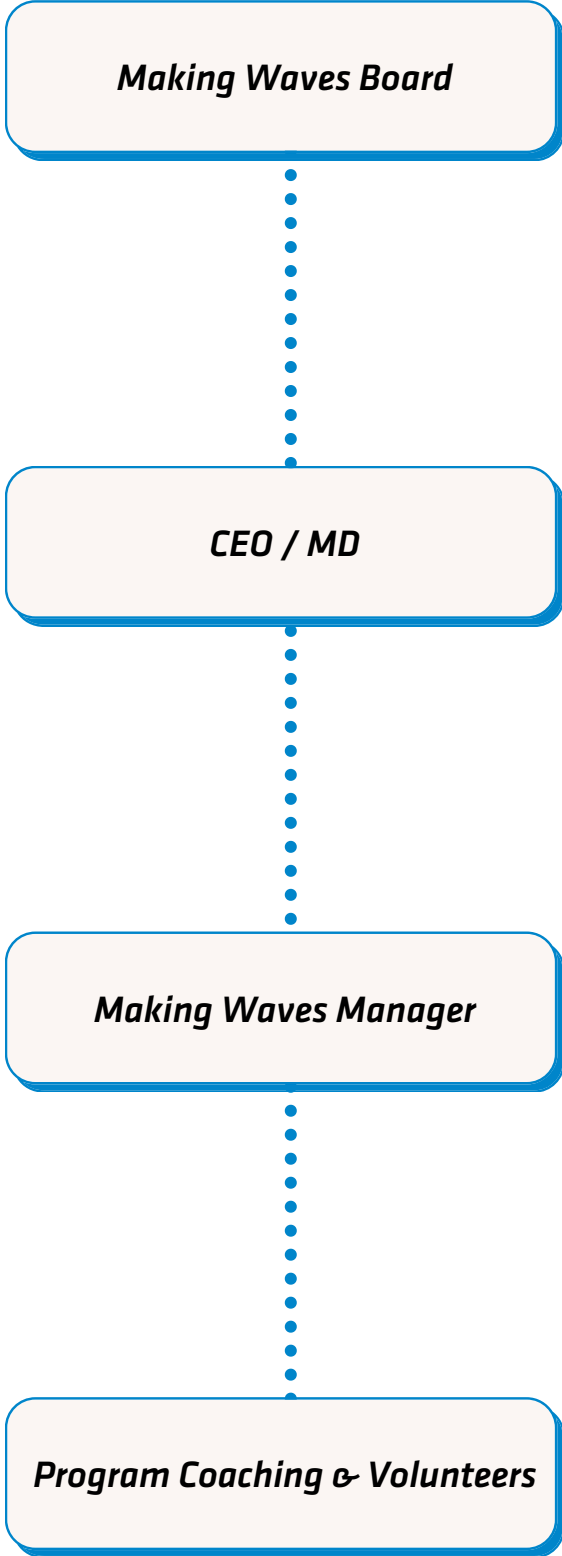 Making Waves Board
CEO / MD
Making Waves Manager
Program Coaching & Volunteers